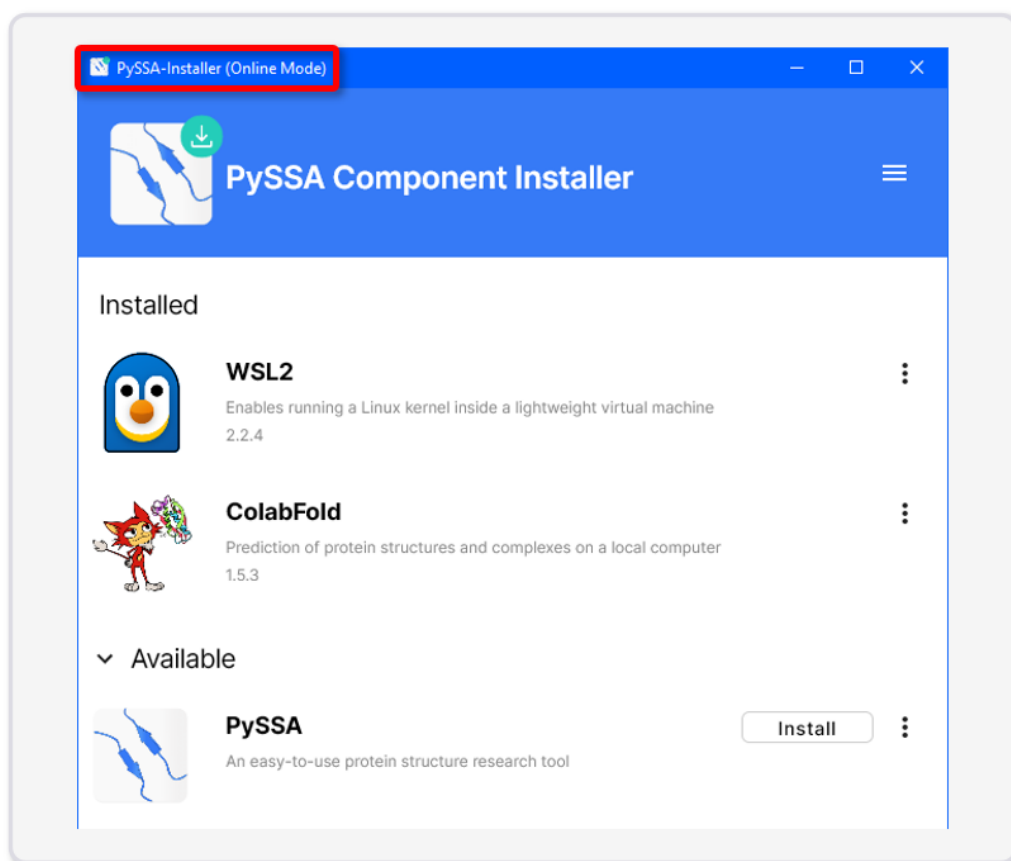 PySSA-Installer (Online Mode)
PySSA Component Installer
Installed
WSL2
Enables running a Linux kernel inside a lightweight virtual machine
2.2.4
ColabFold
Prediction of protein structures and complexes on a local computer
1.5.3
Available
PySSA
Install
An easy-to-use protein structure research tool